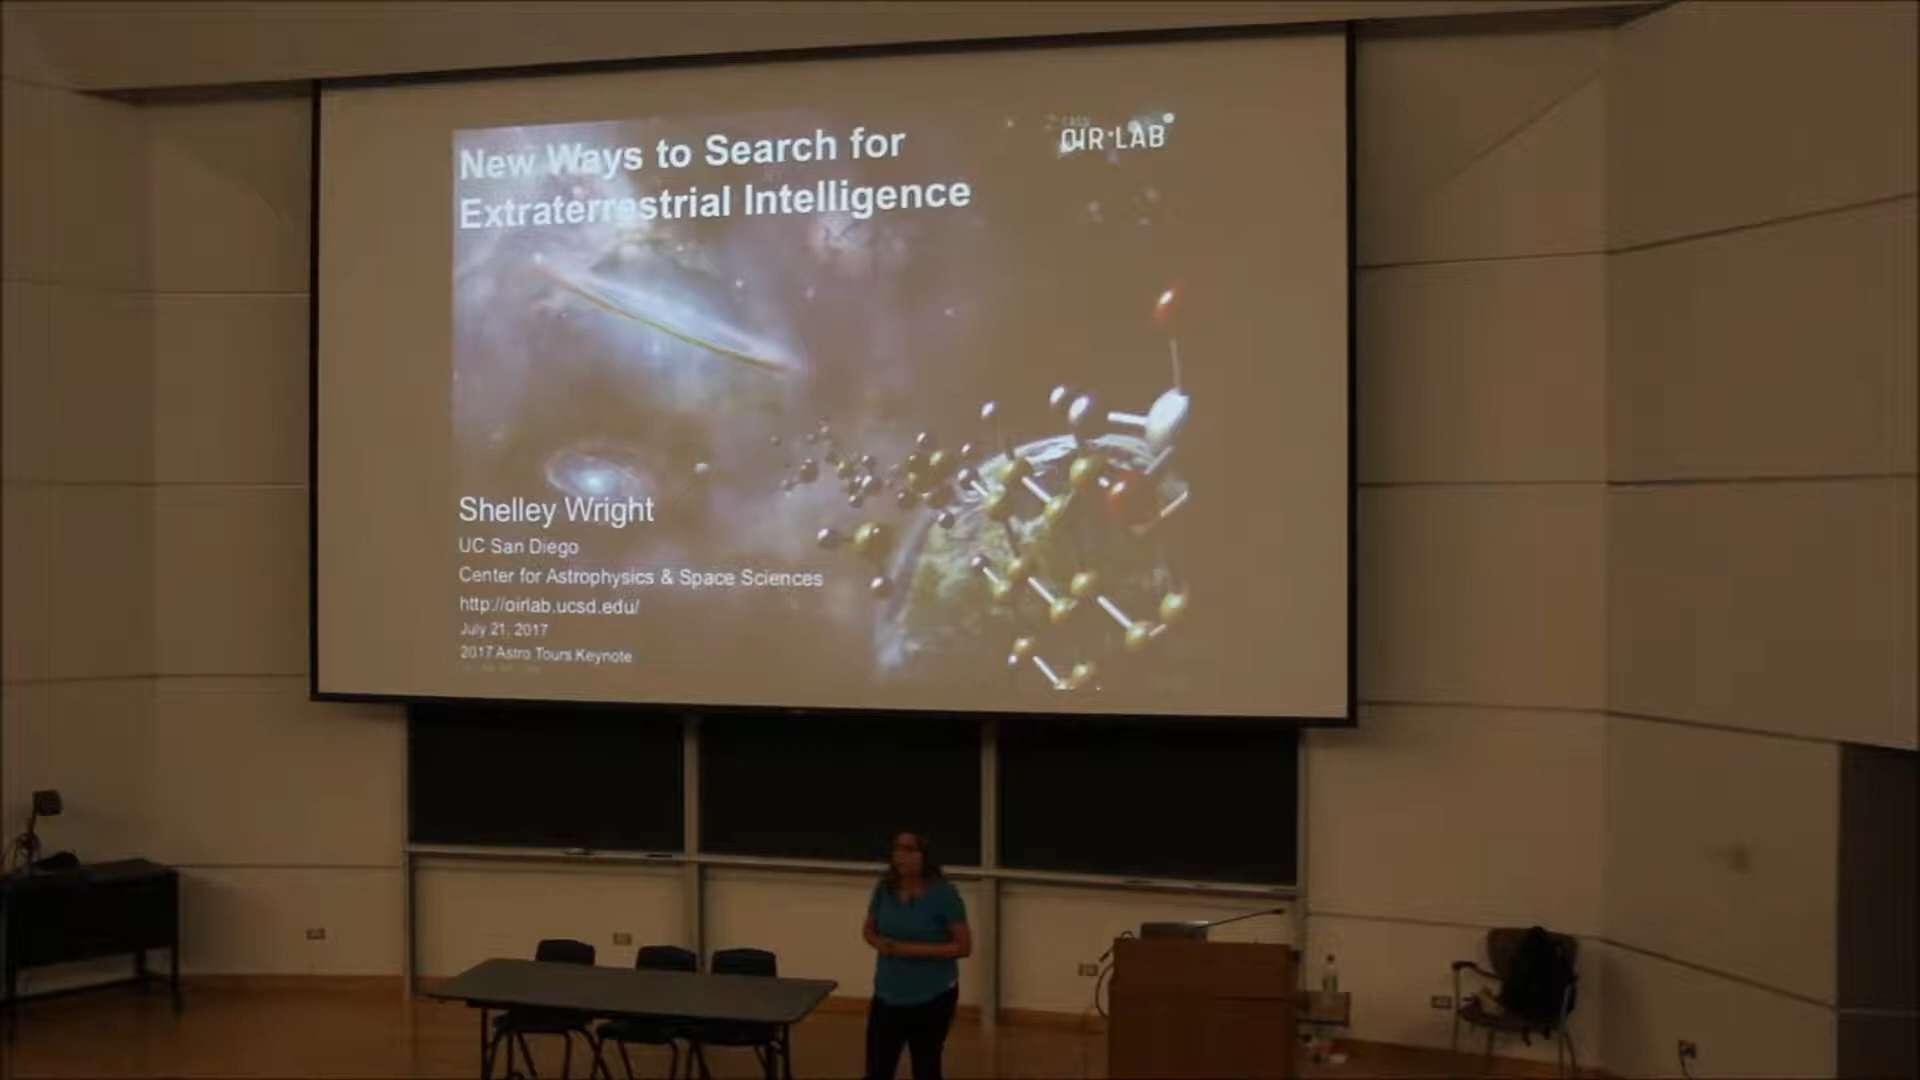 New Ways to Search for
Extraterrestrial Intelligence
OIR LAB
Shelley Wright
UC San Diego
Center for Astrophysics & Space Sciences
http://oirlab.ucsd.edu/
July 21, 2017
2017 Astro Tours Keynote